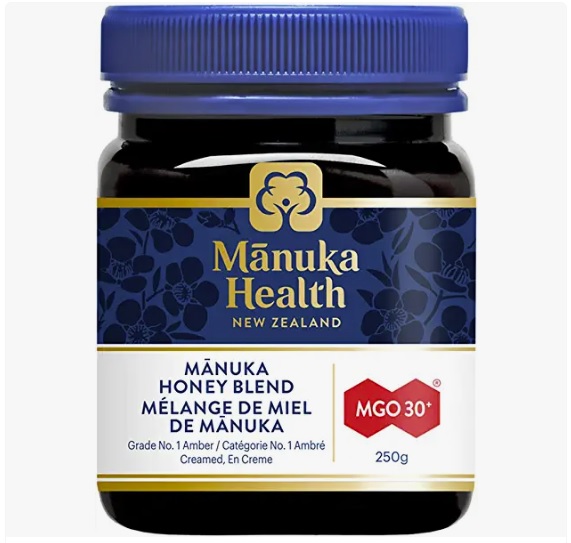 Mānuka
Health
NEW ZEALAND
MĀNUKA
HONEY BLEND
MÉLANGE DE MIEL
DE MĀNUKA
Grade No. 1 Amber / Catégorie No. 1 Ambré
Creamed, En Creme
MGO 30⁺
®
250g